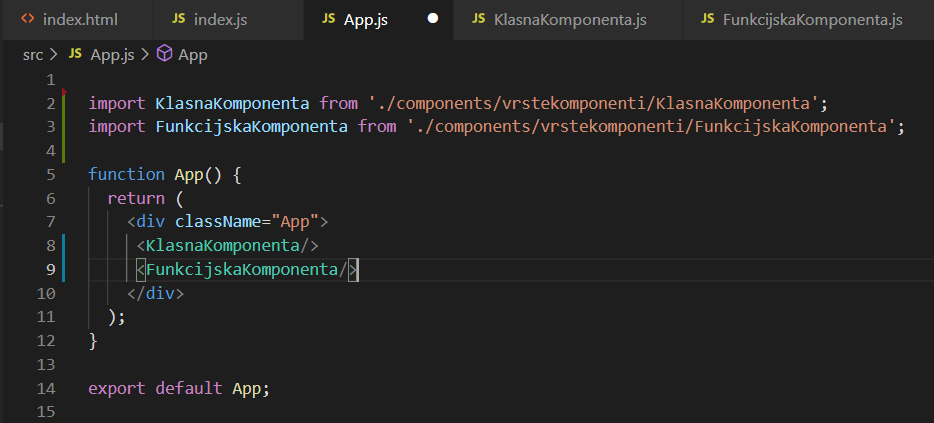 index.html JS index.js JS App.js JS KlasnaKomponenta.js JS FunkcijskaKomponenta.js
src > JS App.js > App
1
2 import KlasnaKomponenta from './components/vrstekomponenti/KlasnaKomponenta';
3 import FunkcijskaKomponenta from './components/vrstekomponenti/FunkcijskaKomponenta';
4
5 function App() {
6 return (
7 <div className="App">
8 <KlasnaKomponenta/>
9 <FunkcijskaKomponenta/>
10 </div>
11 );
12 }
13
14 export default App;
15